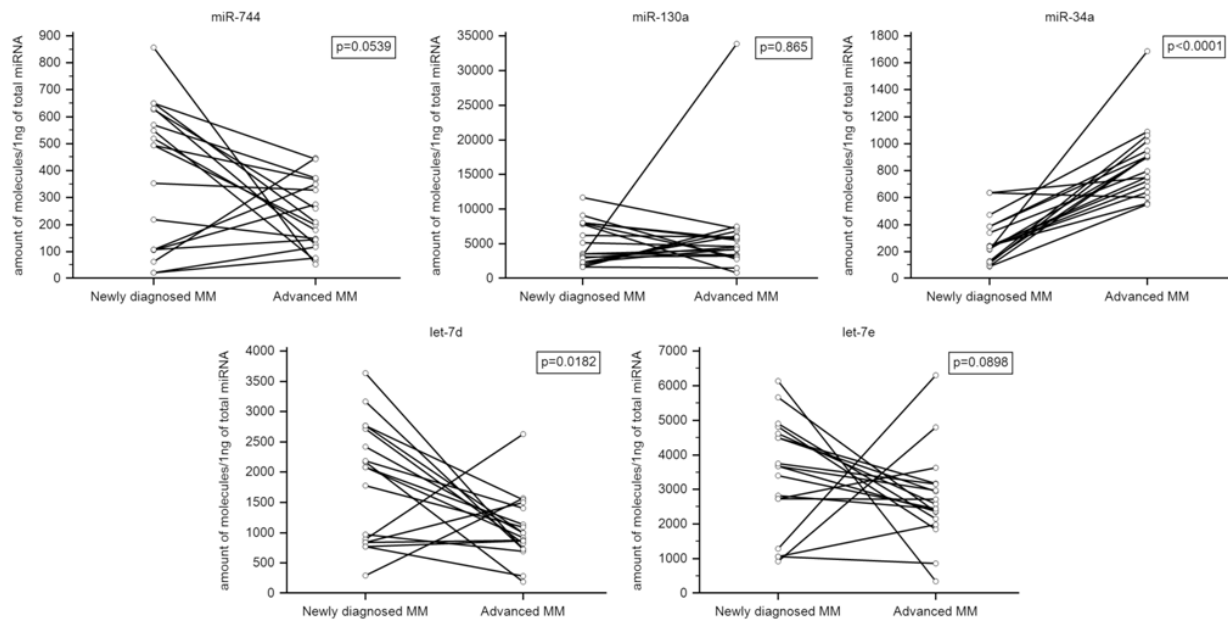 miR-744
miR-130a
miR-34a
amount of molecules/1ng of total miRNA
900
800
700
600
500
400
300
200
100
0
p=0.0539
Newly diagnosed MM
Advanced MM
amount of molecules/1ng of total miRNA
35000
30000
25000
20000
15000
10000
5000
0
p=0.865
Newly diagnosed MM
Advanced MM
amount of molecules/1ng of total miRNA
1800
1600
1400
1200
1000
800
600
400
200
0
p<0.0001
Newly diagnosed MM
Advanced MM
let-7d
let-7e
amount of molecules/1ng of total miRNA
4000
3500
3000
2500
2000
1500
1000
500
0
p=0.0182
Newly diagnosed MM
Advanced MM
amount of molecules/1ng of total miRNA
7000
6000
5000
4000
3000
2000
1000
0
p=0.0898
Newly diagnosed MM
Advanced MM